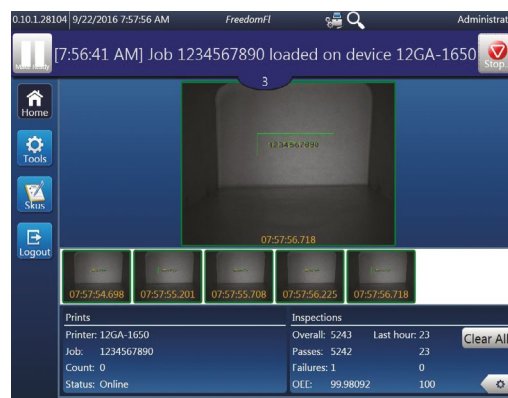 0.10.1.28104 9/22/2016 7:57:56 AM FreedomFl Administrat
[7:56:41 AM] Job 1234567890 loaded on device 12GA-1650
Stop
3
Home
Tools
Skus
Logout
1234567890
07:57:56.718
07:57:54.698 07:57:55.201 07:57:55.708 07:57:56.225 07:57:56.718
Prints
Printer: 12GA-1650
Job: 1234567890
Count: 0
Status: Online
Inspections
Overall: 5243 Last hour: 23
Passes: 5242 23
Failures: 1 0
OEE: 99.98092 100
Clear All